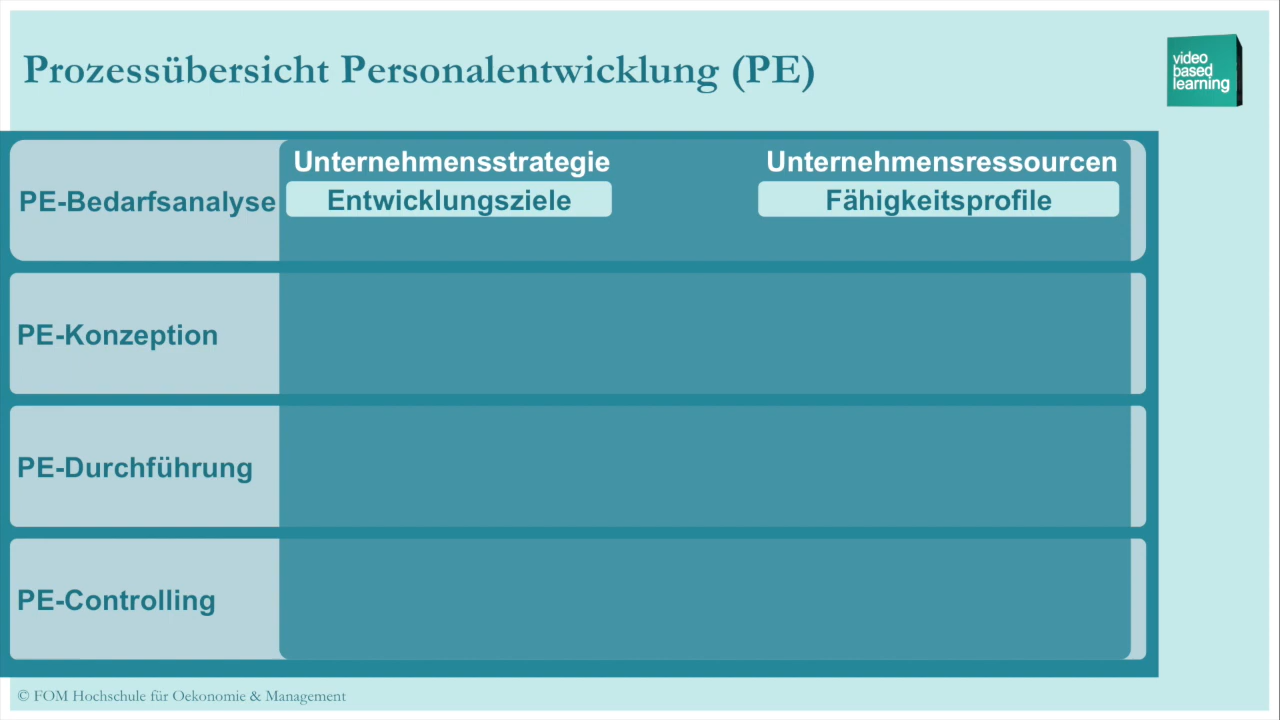 Prozessübersicht Personalentwicklung (PE)
video
based
learning
Unternehmensstrategie
Unternehmensressourcen
PE-Bedarfsanalyse
Entwicklungsziele
Fähigkeitsprofile
PE-Konzeption
PE-Durchführung
PE-Controlling
© FOM Hochschule für Oekonomie & Management